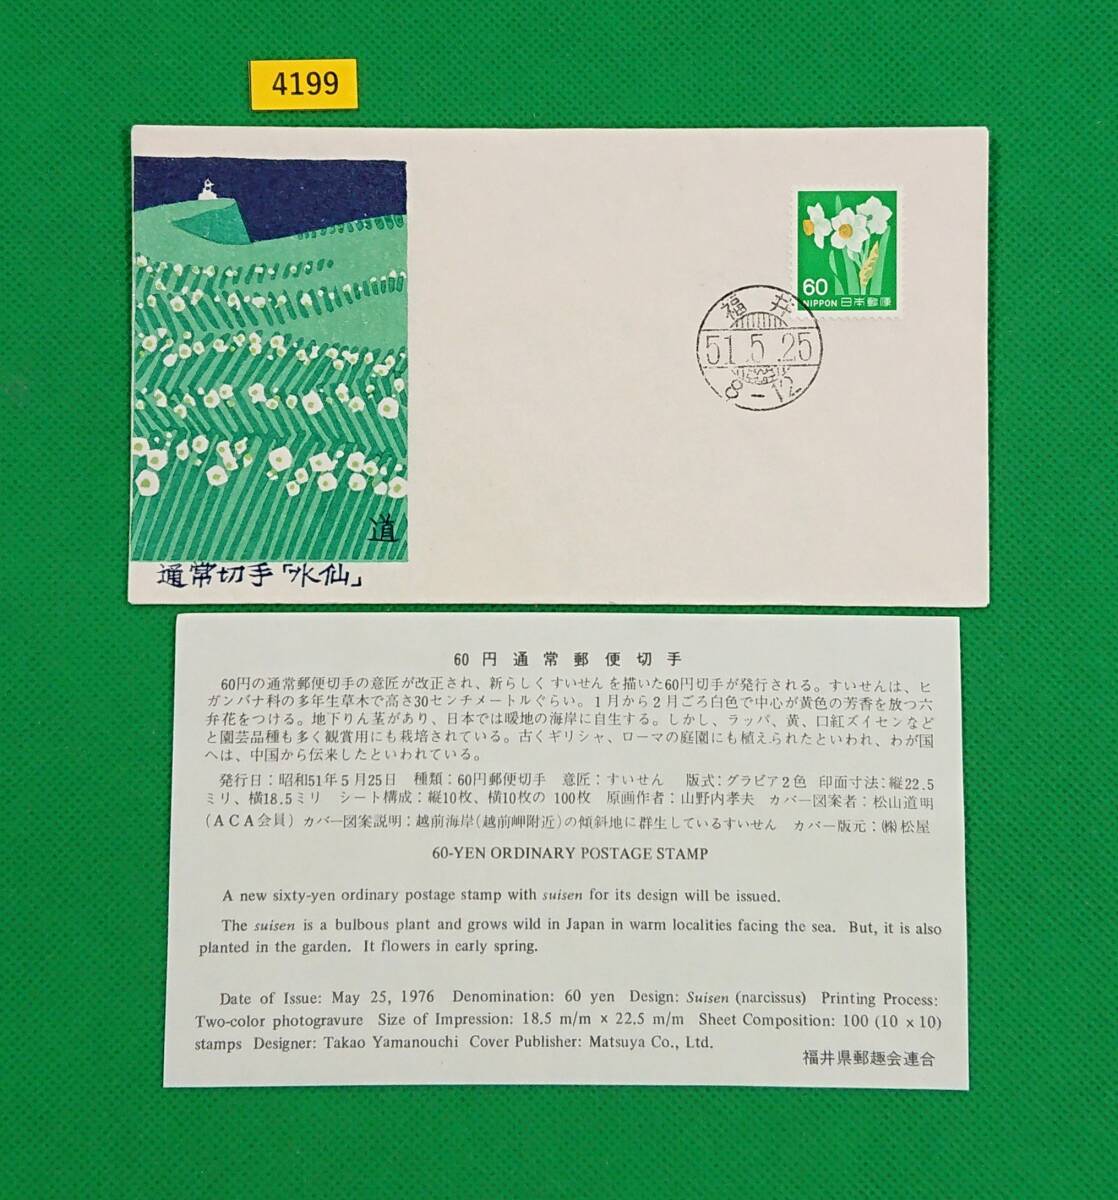 4199
60
NIPPON 日本郵便
福井
51.5.25
8-12
道
通常切手「水仙」
60円通常郵便切手
60円の通常郵便切手の意匠が改正され、新らしくすいせんを描いた60円切手が発行される。すいせんは、ヒ
ガンバナ科の多年生草木で高さ30センチメートルぐらい。1月から2月ごろ白色で中心が黄色の芳香を放つ六
弁花をつける。地下りん茎があり、日本では暖地の海岸に自生する。しかし、ラッパ、黄、口紅ズイセンなど
と園芸品種も多く観賞用にも栽培されている。古くギリシャ、ローマの庭園にも植えられたといわれ、わが国
へは、中国から伝来したといわれている。
発行日：昭和51年5月25日 種類：60円郵便切手 意匠：すいせん 版式：グラビア2色 印面寸法：縦22.5
ミリ、横18.5ミリ シート構成：縦10枚、横10枚の100枚 原画作者：山野内孝夫 カバー図案者：松山道明
(ACA会員) カバー図案説明：越前海岸(越前岬附近)の傾斜地に群生しているすいせん カバー版元：㈱松屋
60-YEN ORDINARY POSTAGE STAMP
A new sixty-yen ordinary postage stamp with suisen for its design will be issued.
The suisen is a bulbous plant and grows wild in Japan in warm localities facing the sea. But, it is also
planted in the garden. It flowers in early spring.
Date of Issue: May 25, 1976 Denomination: 60 yen Design: Suisen (narcissus) Printing Process:
Two-color photogravure Size of Impression: 18.5 m/m × 22.5 m/m Sheet Composition: 100 (10 x 10)
stamps Designer: Takao Yamanouchi Cover Publisher: Matsuya Co., Ltd.
福井県郵趣会連合